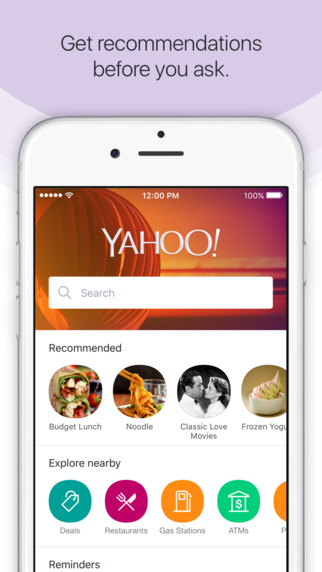 Get recommendations
before you ask.
12:00 PM
100%
YAHOO!
Search
Recommended
Budget Lunch
Noodle
Classic Love
Movies
Frozen Yogu
Explore nearby
Deals
Restaurants
Gas Stations
ATMs
P
Reminders